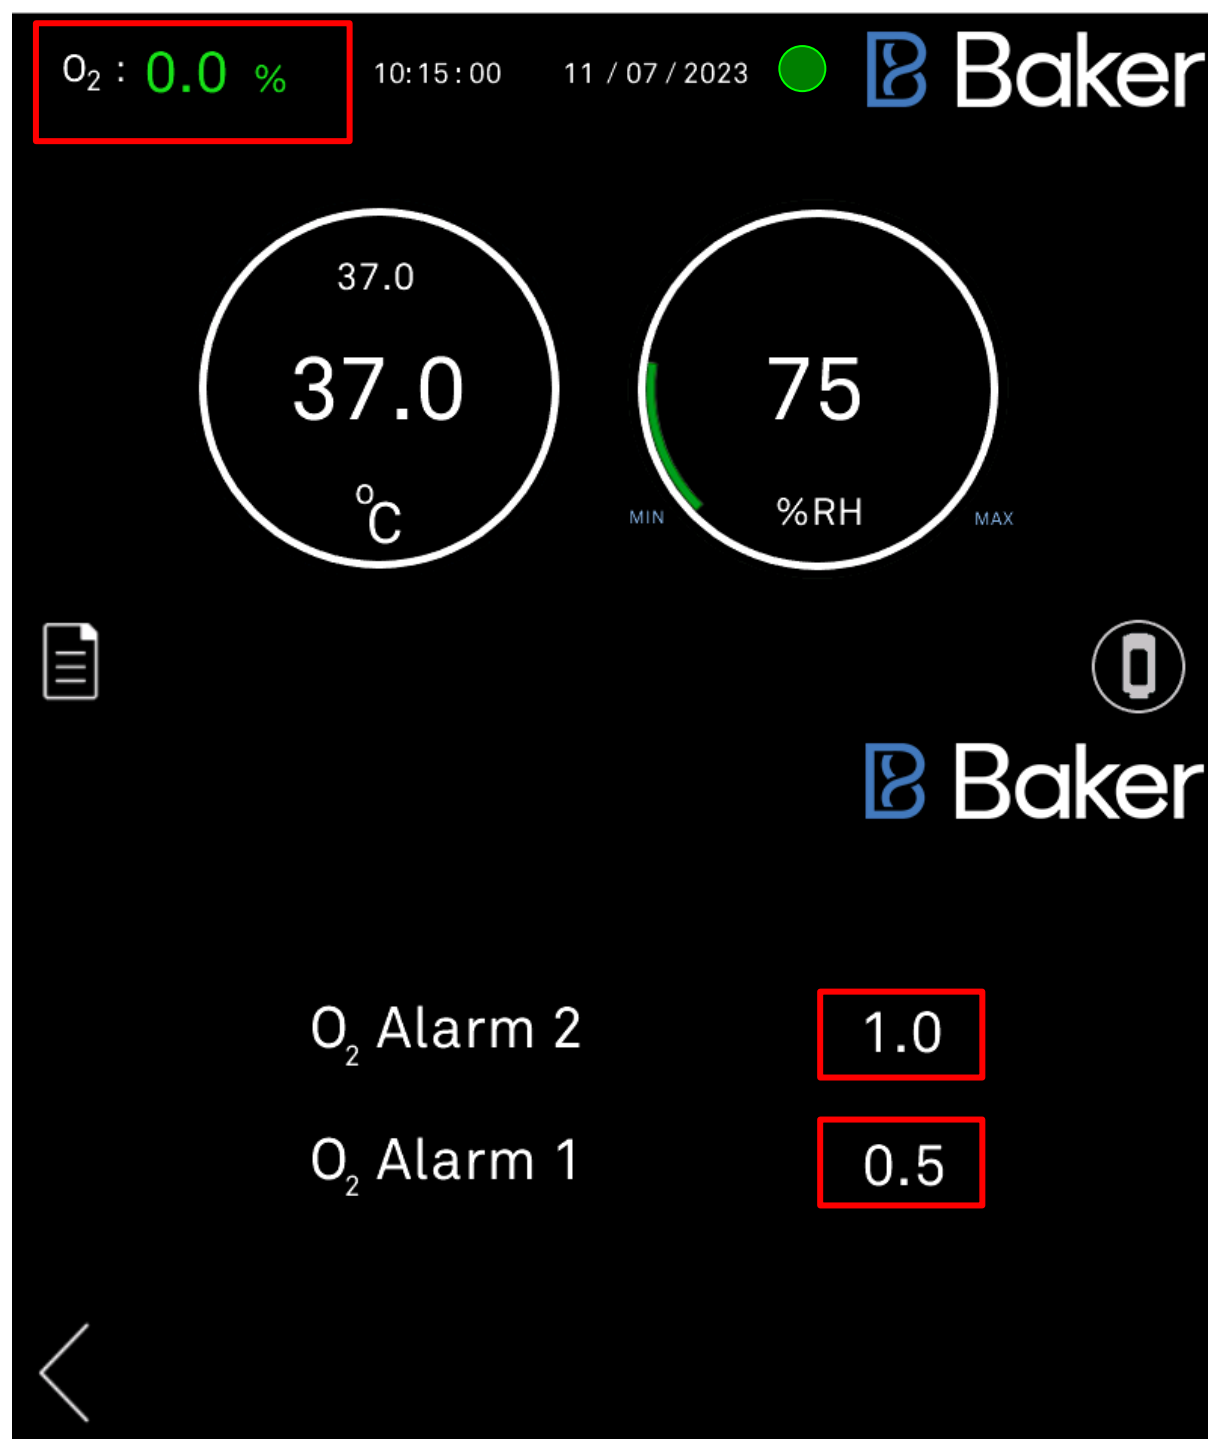 O₂ : 0.0 %
10:15:00
11 / 07 / 2023
Baker
37.0
37.0
°C
75
%RH
MIN
MAX
Baker
O₂ Alarm 2
1.0
O₂ Alarm 1
0.5